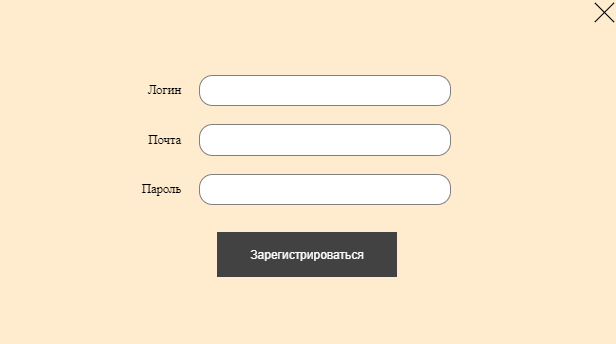 Логин
Почта
Пароль
Зарегистрироваться